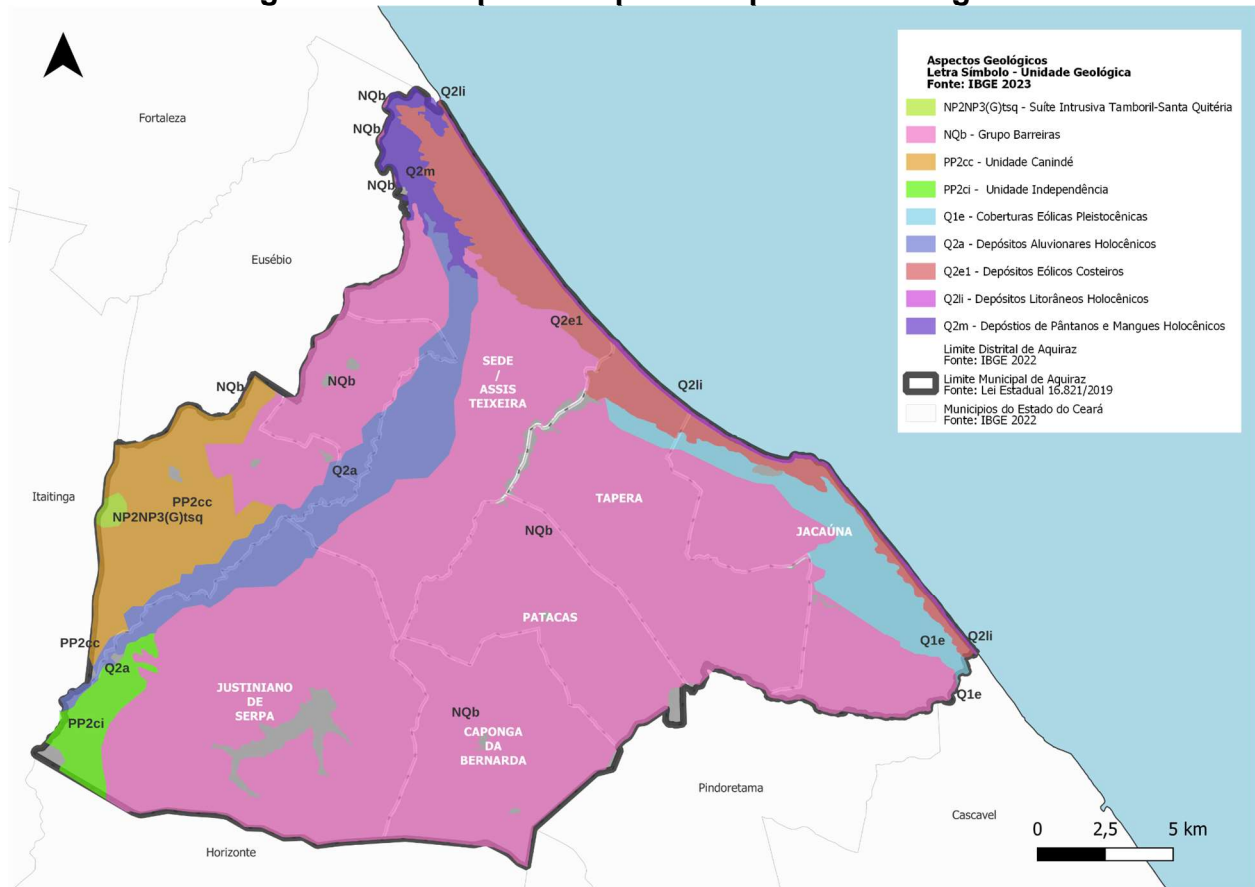 Aspectos Geológicos
Letra Símbolo - Unidade Geológica
Fonte: IBGE 2023
NP2NP3(G)tsq - Suíte Intrusiva Tamboril-Santa Quitéria
NQb - Grupo Barreiras
PP2cc - Unidade Canindé
PP2ci - Unidade Independência
Q1e - Coberturas Eólicas Pleistocênicas
Q2a - Depósitos Aluvionares Holocênicos
Q2e1 - Depósitos Eólicos Costeiros
Q2li - Depósitos Litorâneos Holocênicos
Q2m - Depóstios de Pântanos e Mangues Holocênicos
Limite Distrital de Aquiraz
Fonte: IBGE 2022
Limite Municipal de Aquiraz
Fonte: Lei Estadual 16.821/2019
Municipios do Estado do Ceará
Fonte: IBGE 2022
NQb
Q2li
Fortaleza
NQb
Q2m
NQb
Eusébio
Q2e1
SEDE
/
ASSIS
TEIXEIRA
NQb
NQb
Q2li
Q2a
Itaitinga
PP2cc
NP2NP3(G)tsq
TAPERA
NQb
JACAÚNA
PATACAS
PP2cc
Q2a
Q1e
Q2li
Q1e
JUSTINIANO
DE
SERPA
PP2ci
NQb
CAPONGA
DA
BERNARDA
Pindoretama
Cascavel
Horizonte
0 2,5 5 km